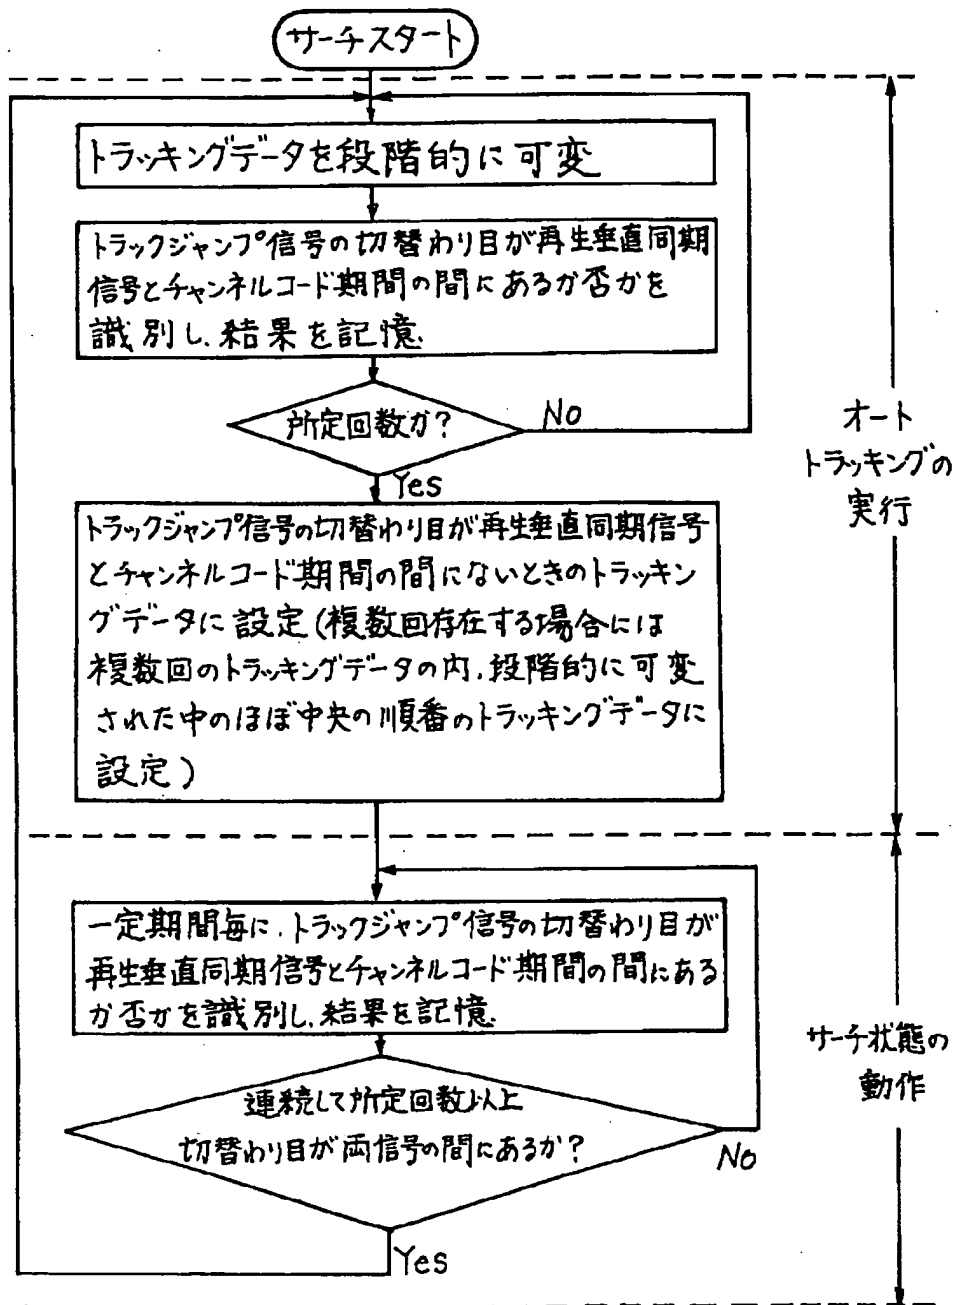 サーチスタート
トラッキングデータを段階的に可変
トラックジャンプ信号の切替わり目が再生垂直同期
信号とチャンネルコード期間の間にあるか否かを
識別し、結果を記憶.
所定回数か?
No
Yes
オート
トラッキングの
実行
トラックジャンプ信号の切替わり目が再生垂直同期信号
とチャンネルコード期間の間にないときのトラッキン
グデータに設定(複数回存在する場合には
複数回のトラッキングデータの内、段階的に可変
された中のほぼ中央の順番のトラッキングデータに
設定)
一定期間毎に、トラックジャンプ信号の切替わり目が
再生垂直同期信号とチャンネルコード期間の間にある
か否かを識別し、結果を記憶.
サーチ状態の
動作
連続して所定回数以上
切替わり目が両信号の間にあるか?
No
Yes